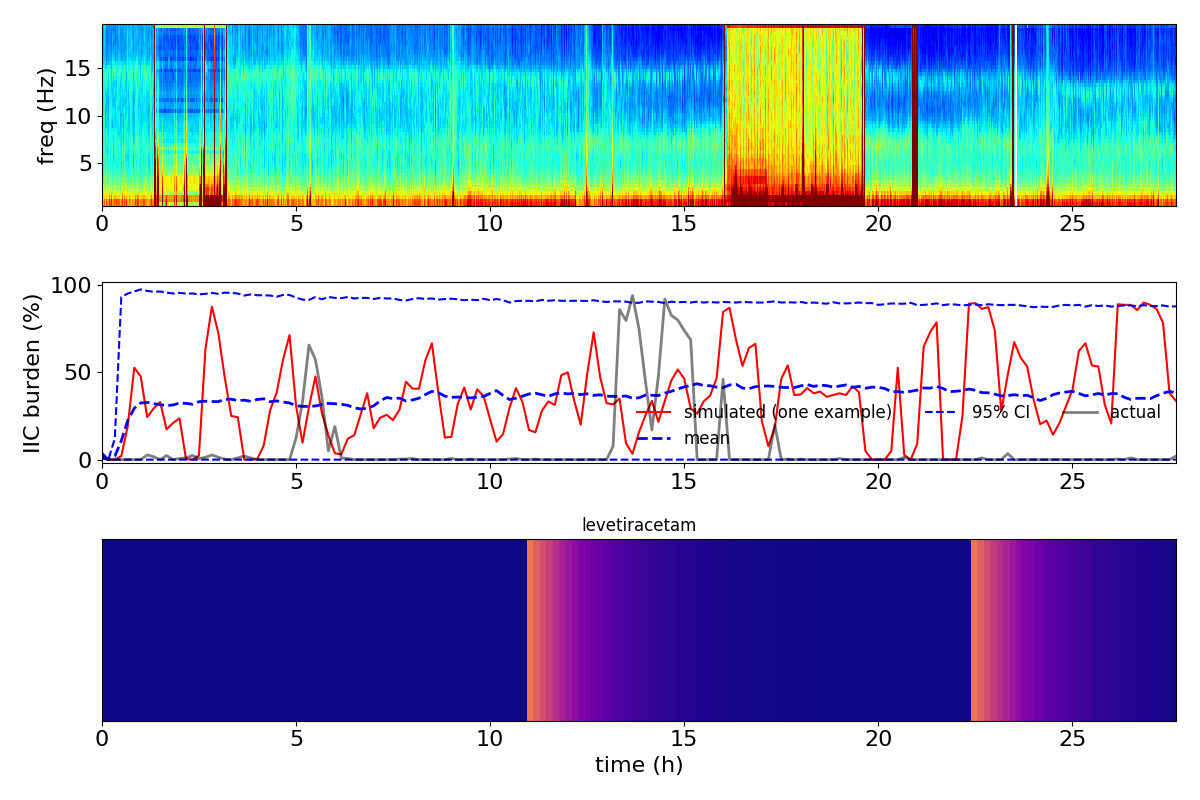 freq (Hz)
15
10
5
0 5 10 15 20 25
IIC burden (%)
100
50
0
simulated (one example) 95% CI actual
mean
0 5 10 15 20 25
levetiracetam
0 5 10 15 20 25
time (h)